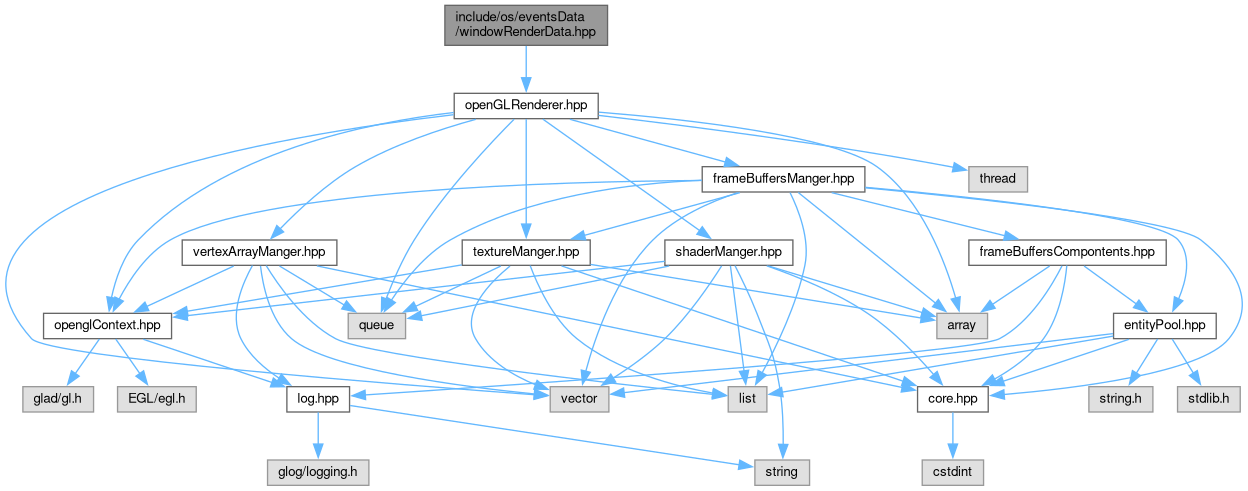 include/os/eventsData
/windowRenderData.hpp
openGLRenderer.hpp
frameBuffersManger.hpp
thread
vertexArrayManger.hpp
textureManger.hpp
shaderManger.hpp
frameBuffersCompontents.hpp
openglContext.hpp
queue
array
entityPool.hpp
glad/gl.h
EGL/egl.h
log.hpp
vector
list
core.hpp
string.h
stdlib.h
glog/logging.h
string
cstdint